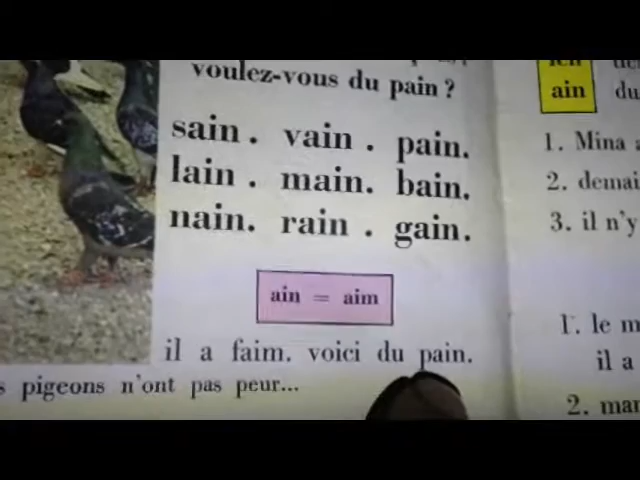 voulez-vous du pain ?
sain . vain . pain.
lain . main. bain.
nain. rain . gain.
ain = aim
il a faim. voici du pain.
pigeons n'ont pas peur...
ain
du
1. Mina
2. demai
3. il n'y
1. le m
il a
2. mar